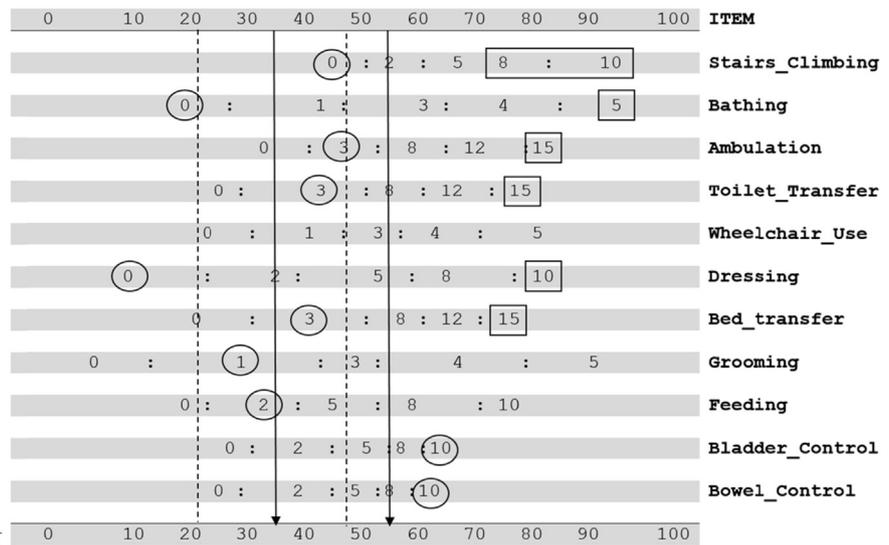 0 10 20 30 40 50 60 70 80 90 100 ITEM
0 : 2 : 5 8 : 10 Stairs_Climbing
0 : 1 : 3 : 4 : 5 Bathing
0 : 3 : 8 : 12 : 15 Ambulation
0 : 3 : 8 : 12 : 15 Toilet_Transfer
0 : 1 : 3 : 4 : 5 Wheelchair_Use
0 : 2 : 5 : 8 : 10 Dressing
0 : 3 : 8 : 12 : 15 Bed_transfer
0 : 1 : 3 : 4 : 5 Grooming
0 : 2 : 5 : 8 : 10 Feeding
0 : 2 : 5 : 8 : 10 Bladder_Control
0 : 2 : 5 : 8 : 10 Bowel_Control
0 10 20 30 40 50 60 70 80 90 100